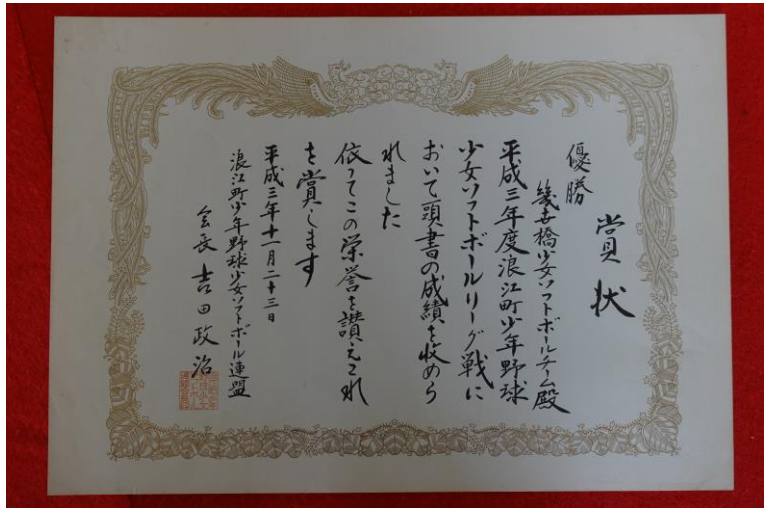 賞状
優勝
幾世橋少女ソフトボールチーム殿
平成三年度浪江町少年野球
少女ソフトボールリーグ戦に
おいて頭書の成績を收めら
れました
依ってこの栄誉を讃えこれ
を賞します
平成三年十一月二十三日
浪江町少年野球少女ソフトボール連盟
会長 吉田政治